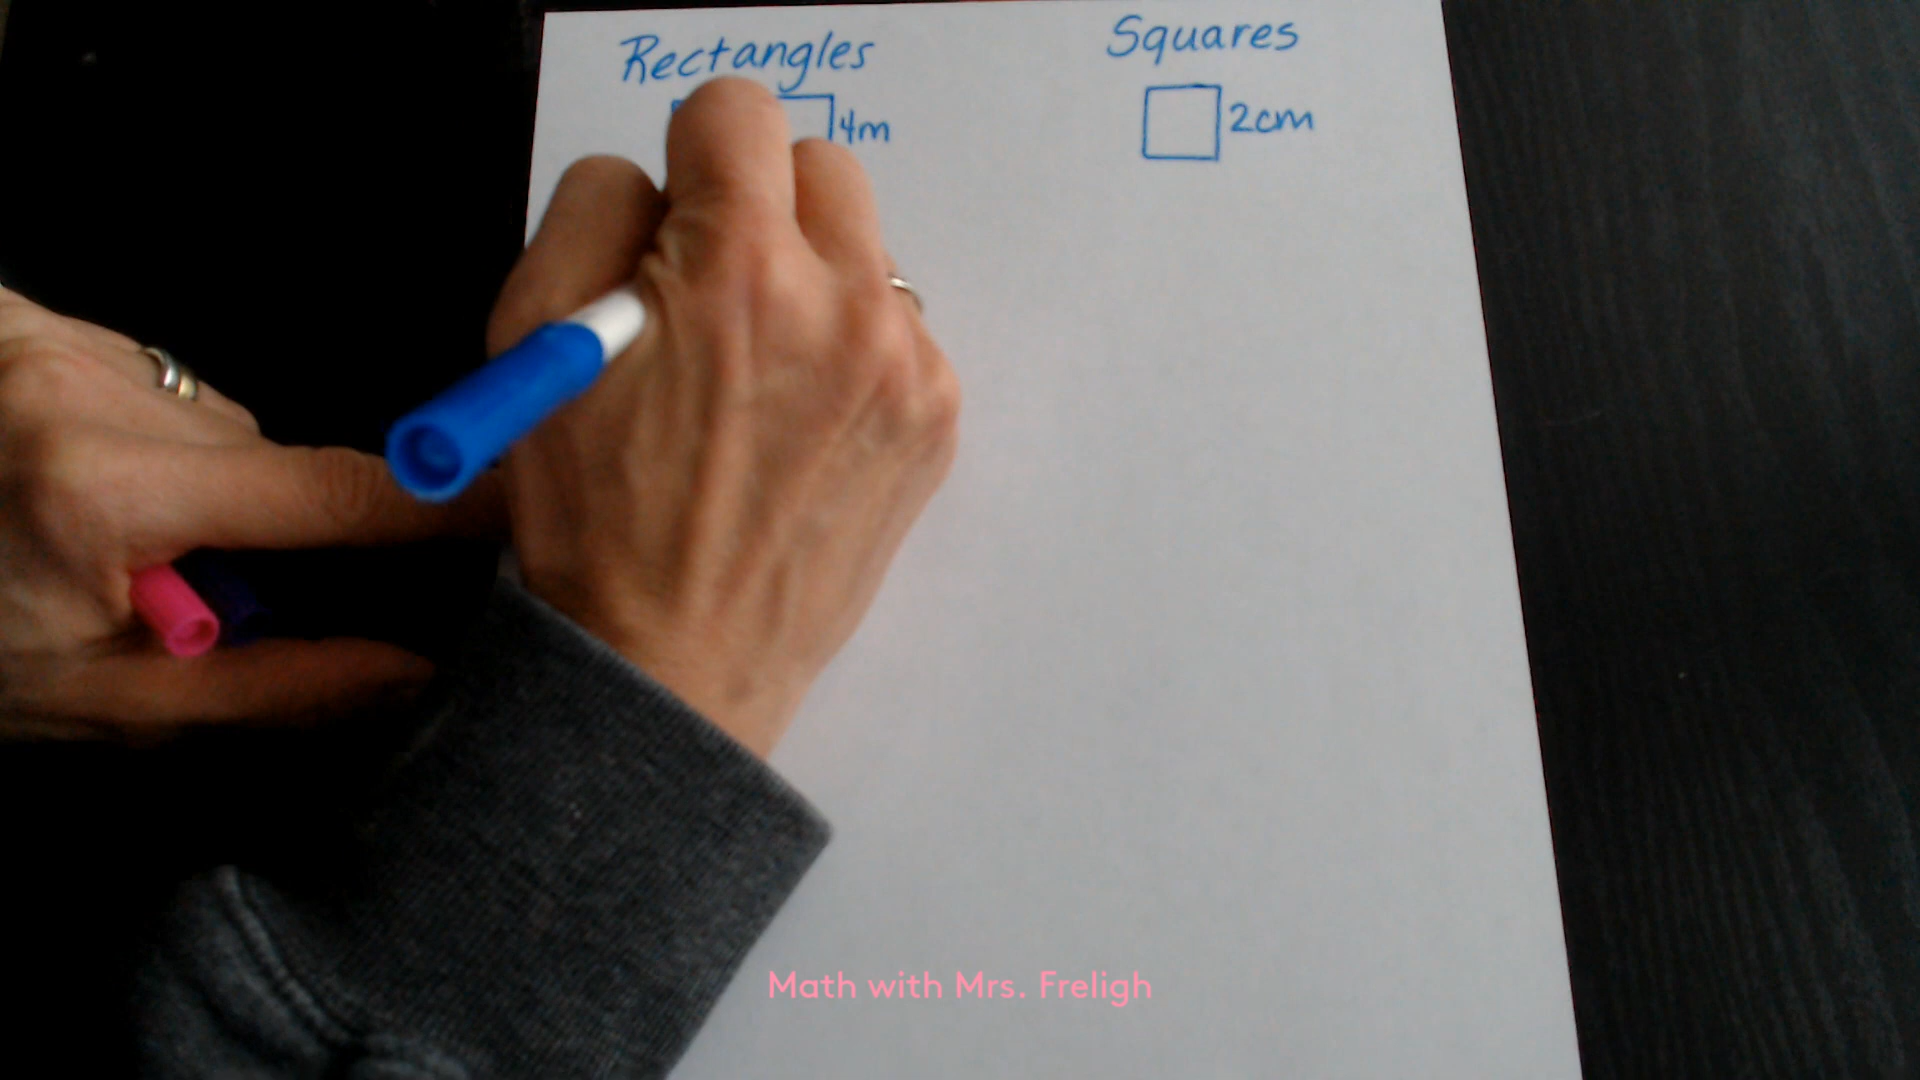 Rectangles
4m
Squares
2cm
Math with Mrs. Freligh